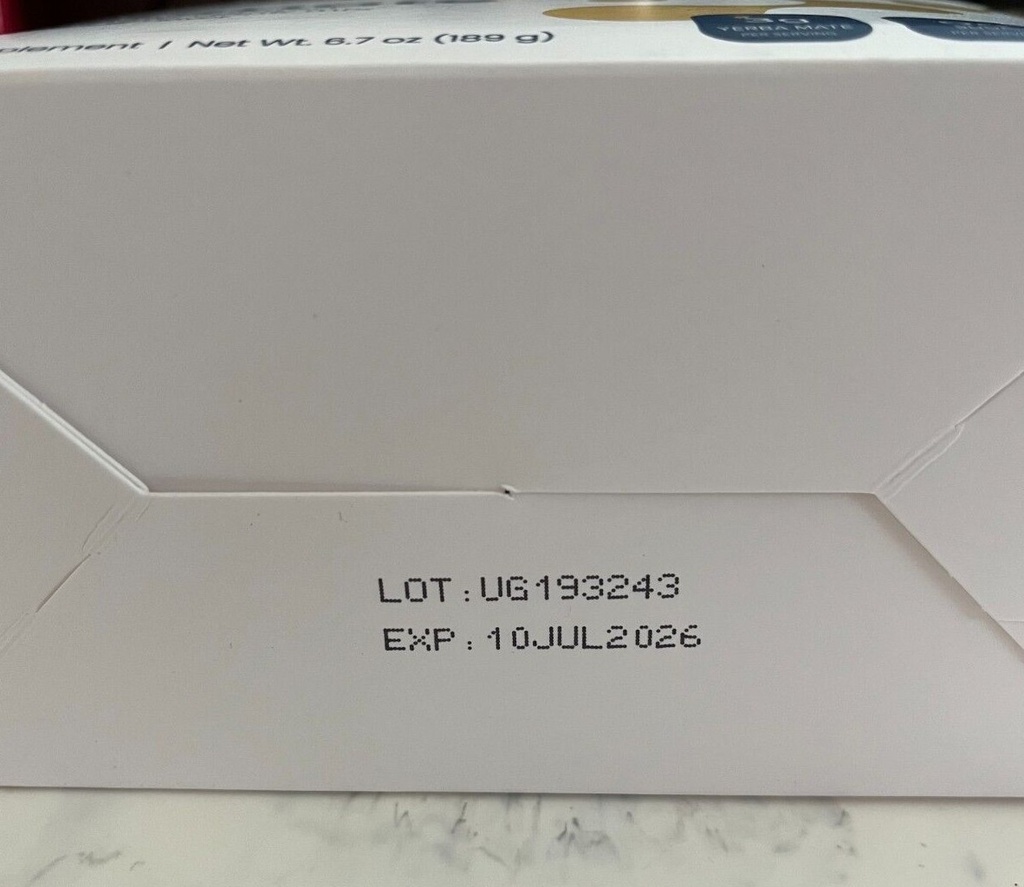 plement / Net Wt. 6.7 oz (189 g)
YERBA MATE
PER SERVING
LOT:UG193243
EXP:10JUL2026